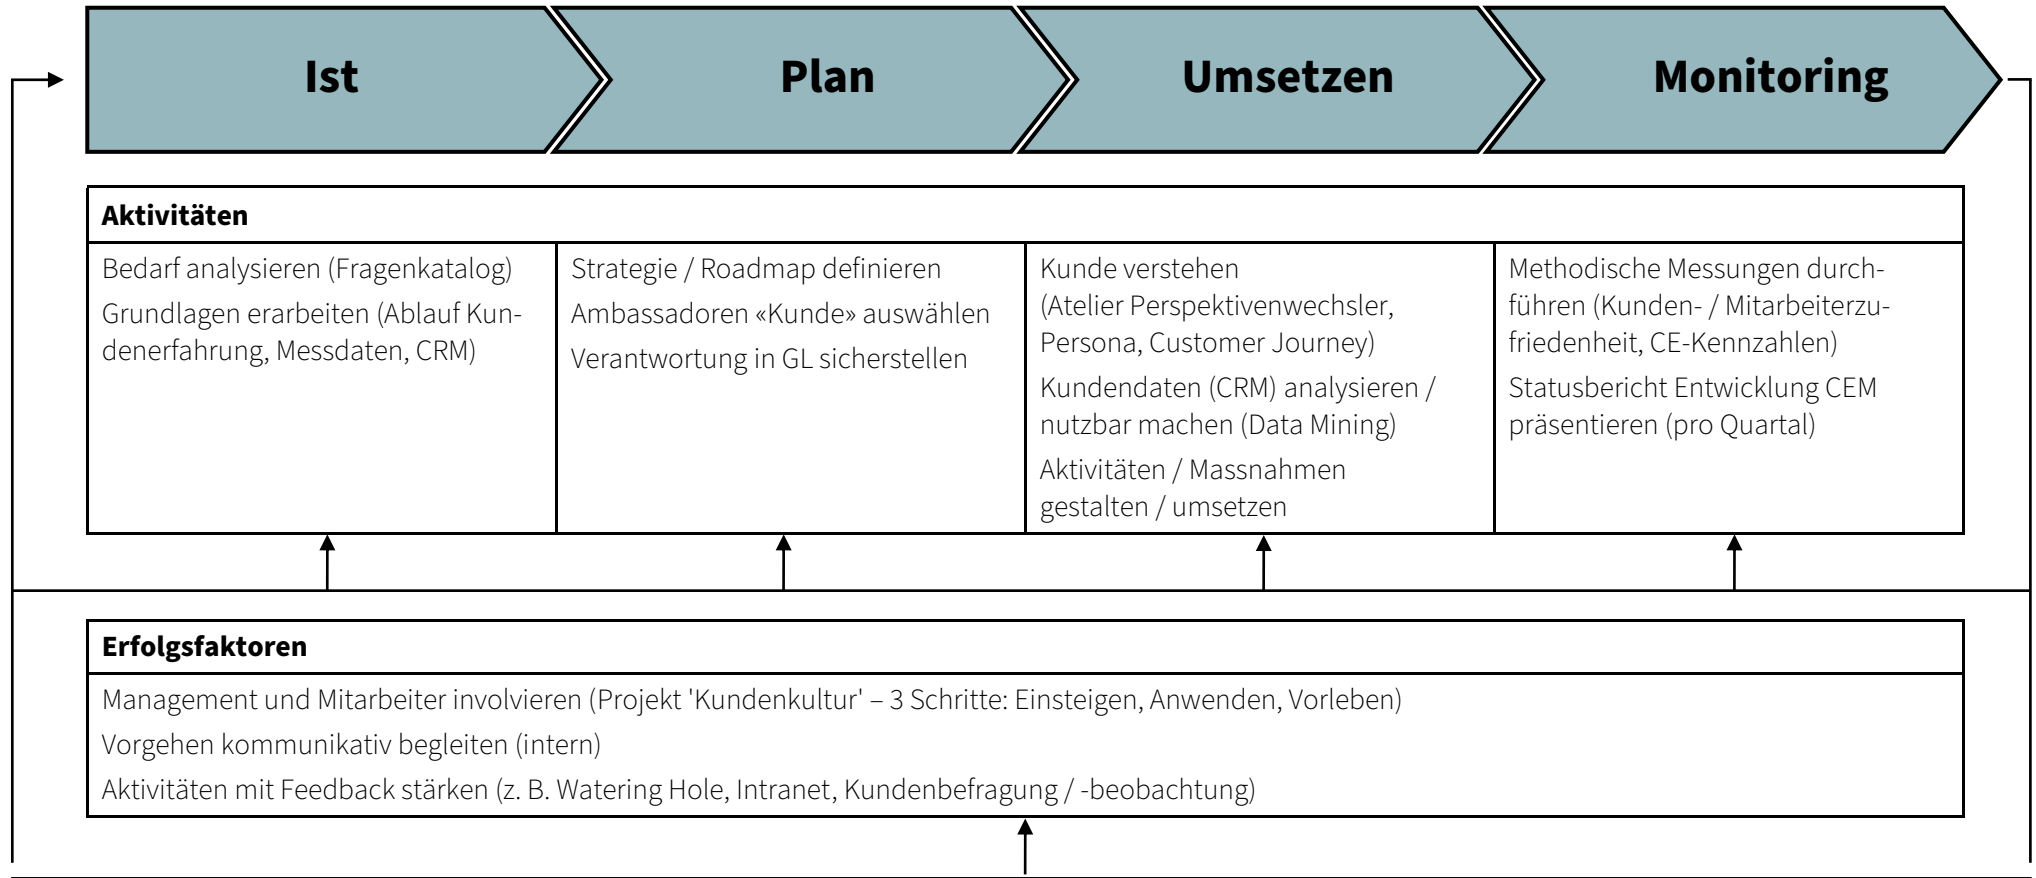 Ist
Plan
Umsetzen
Monitoring
Aktivitäten
Bedarf analysieren (Fragenkatalog)
Grundlagen erarbeiten (Ablauf Kun-
denerfahrung, Messdaten, CRM)
Strategie / Roadmap definieren
Ambassadoren «Kunde» auswählen
Verantwortung in GL sicherstellen
Kunde verstehen
(Atelier Perspektivenwechsler,
Persona, Customer Journey)
Kundendaten (CRM) analysieren /
nutzbar machen (Data Mining)
Aktivitäten / Massnahmen
gestalten / umsetzen
Methodische Messungen durch-
führen (Kunden- / Mitarbeiterzu-
friedenheit, CE-Kennzahlen)
Statusbericht Entwicklung CEM
präsentieren (pro Quartal)
Erfolgsfaktoren
Management und Mitarbeiter involvieren (Projekt 'Kundenkultur' – 3 Schritte: Einsteigen, Anwenden, Vorleben)
Vorgehen kommunikativ begleiten (intern)
Aktivitäten mit Feedback stärken (z. B. Watering Hole, Intranet, Kundenbefragung / -beobachtung)